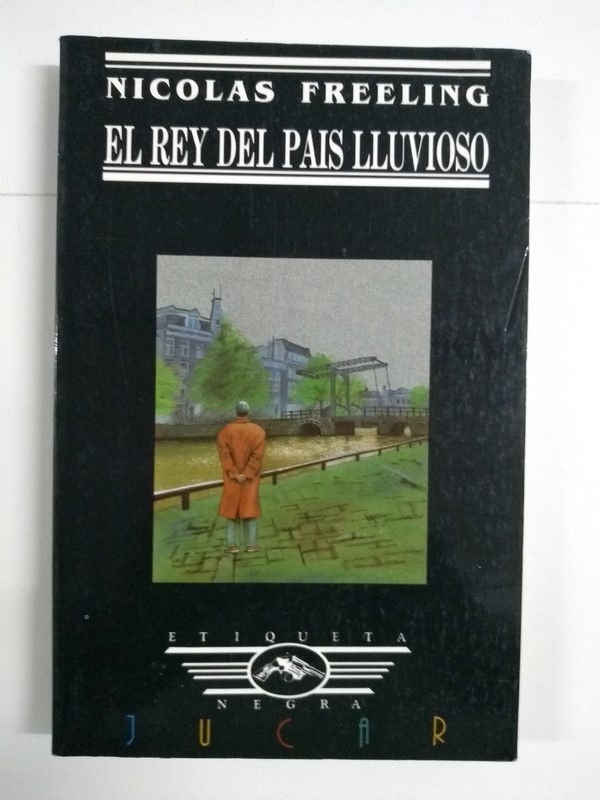 NICOLAS FREELING
EL REY DEL PAIS LLUVIOSO
ETIQUETA
NEGRA
JUCAR